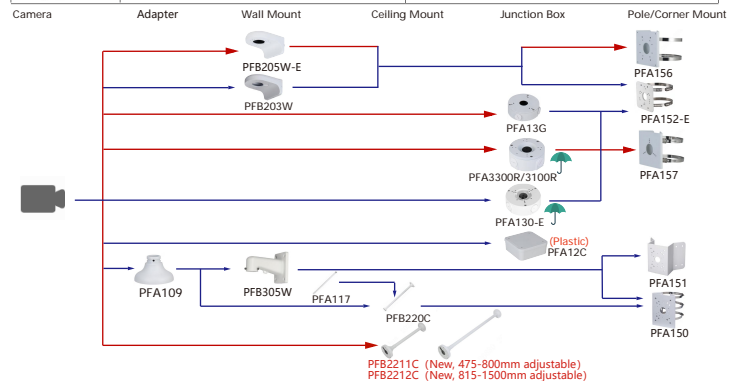 Camera Adapter Wall Mount Ceiling Mount Junction Box Pole/Corner Mount
PFB205W-E
PFA156
PFB203W
PFA152-E
PFA13G
PFA3300R/3100R
PFA157
PFA130-E
(Plastic)
PFA12C
PFA109
PFB305W
PFA117
PFB220C
PFA151
PFA150
PFB2211C (New, 475-800mm adjustable)
PFB2212C (New, 815-1500mm adjustable)